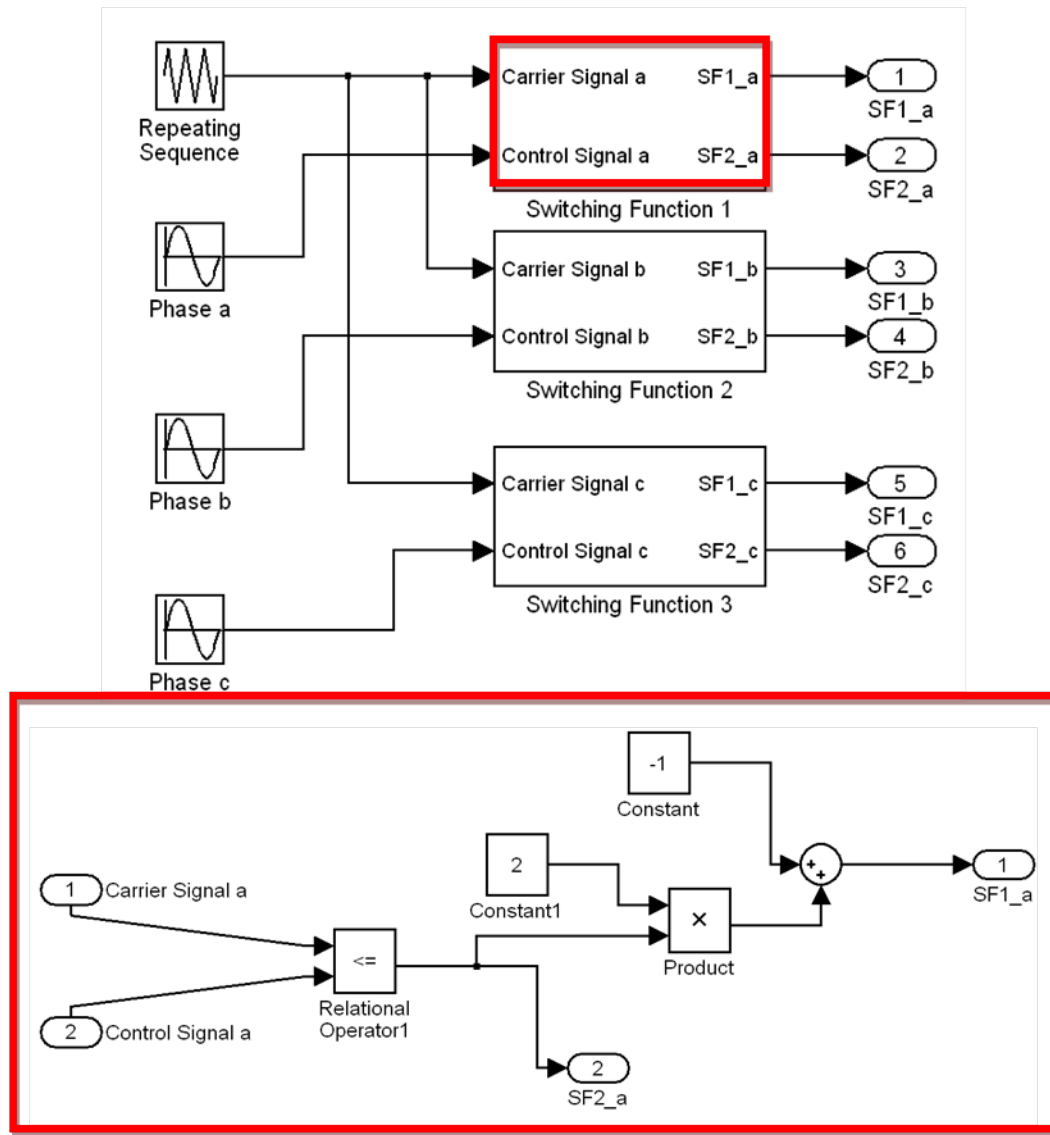 Carrier Signal a SF1_a
1
SF1_a
Repeating
Sequence
Control Signal a SF2_a
2
SF2_a
Switching Function 1
Phase a
Carrier Signal b SF1_b
3
SF1_b
Control Signal b SF2_b
4
SF2_b
Switching Function 2
Phase b
Carrier Signal c SF1_c
5
SF1_c
Control Signal c SF2_c
6
SF2_c
Switching Function 3
Phase c
-1
Constant
2
Constant1
+
+
1
SF1_a
1
Carrier Signal a
×
Product
<=
Relational
Operator1
2
Control Signal a
2
SF2_a